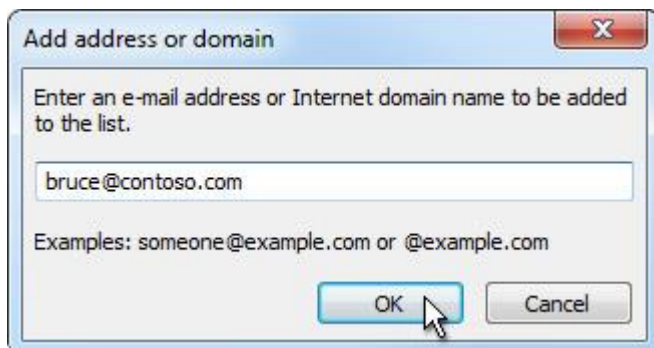 Add address or domain
Enter an e-mail address or Internet domain name to be added
to the list.
bruce@contoso.com
Examples: someone@example.com or @example.com
OK
Cancel